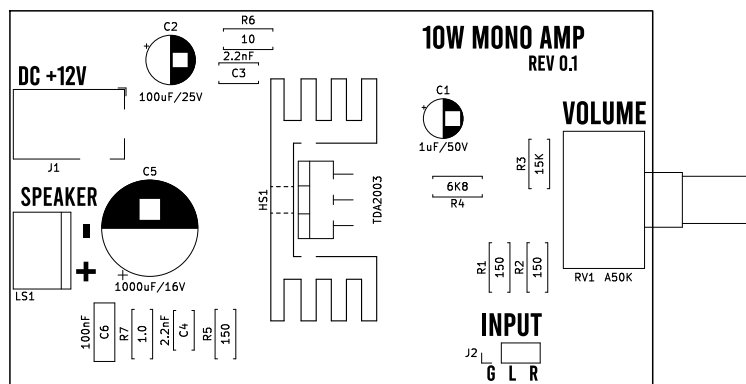 C2
R6
10
2.2nF
C3
10W MONO AMP
REV 0.1
DC +12V
+
100uF/25V
J1
C1
+
1uF/50V
VOLUME
R3
15K
6K8
R4
HS1
TDA2003
SPEAKER
-
+
LS1
C5
+
1000uF/16V
R1
150
R2
150
RV1 A50K
100nF
C6
R7
1.0
2.2nF
C4
R5
150
INPUT
J2
G L R